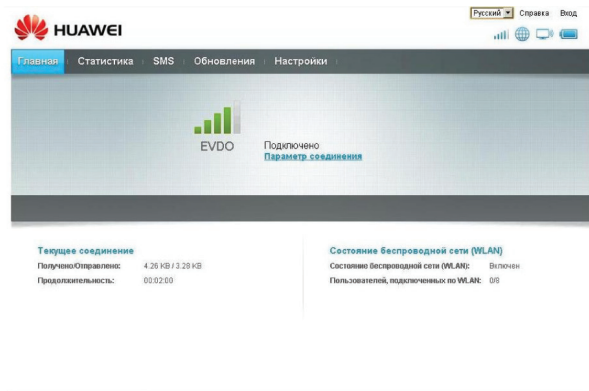 Русский Справка Вход
HUAWEI
Главная Статистика SMS Обновления Настройки
EVDO
Подключено
Параметр соединения
Текущее соединение
Получено/Отправлено: 4.26 KB / 3.28 KB
Продолжительность: 00:02:00
Состояние беспроводной сети (WLAN)
Состояние беспроводной сети (WLAN): Включен
Пользователей, подключенных по WLAN: 0/8